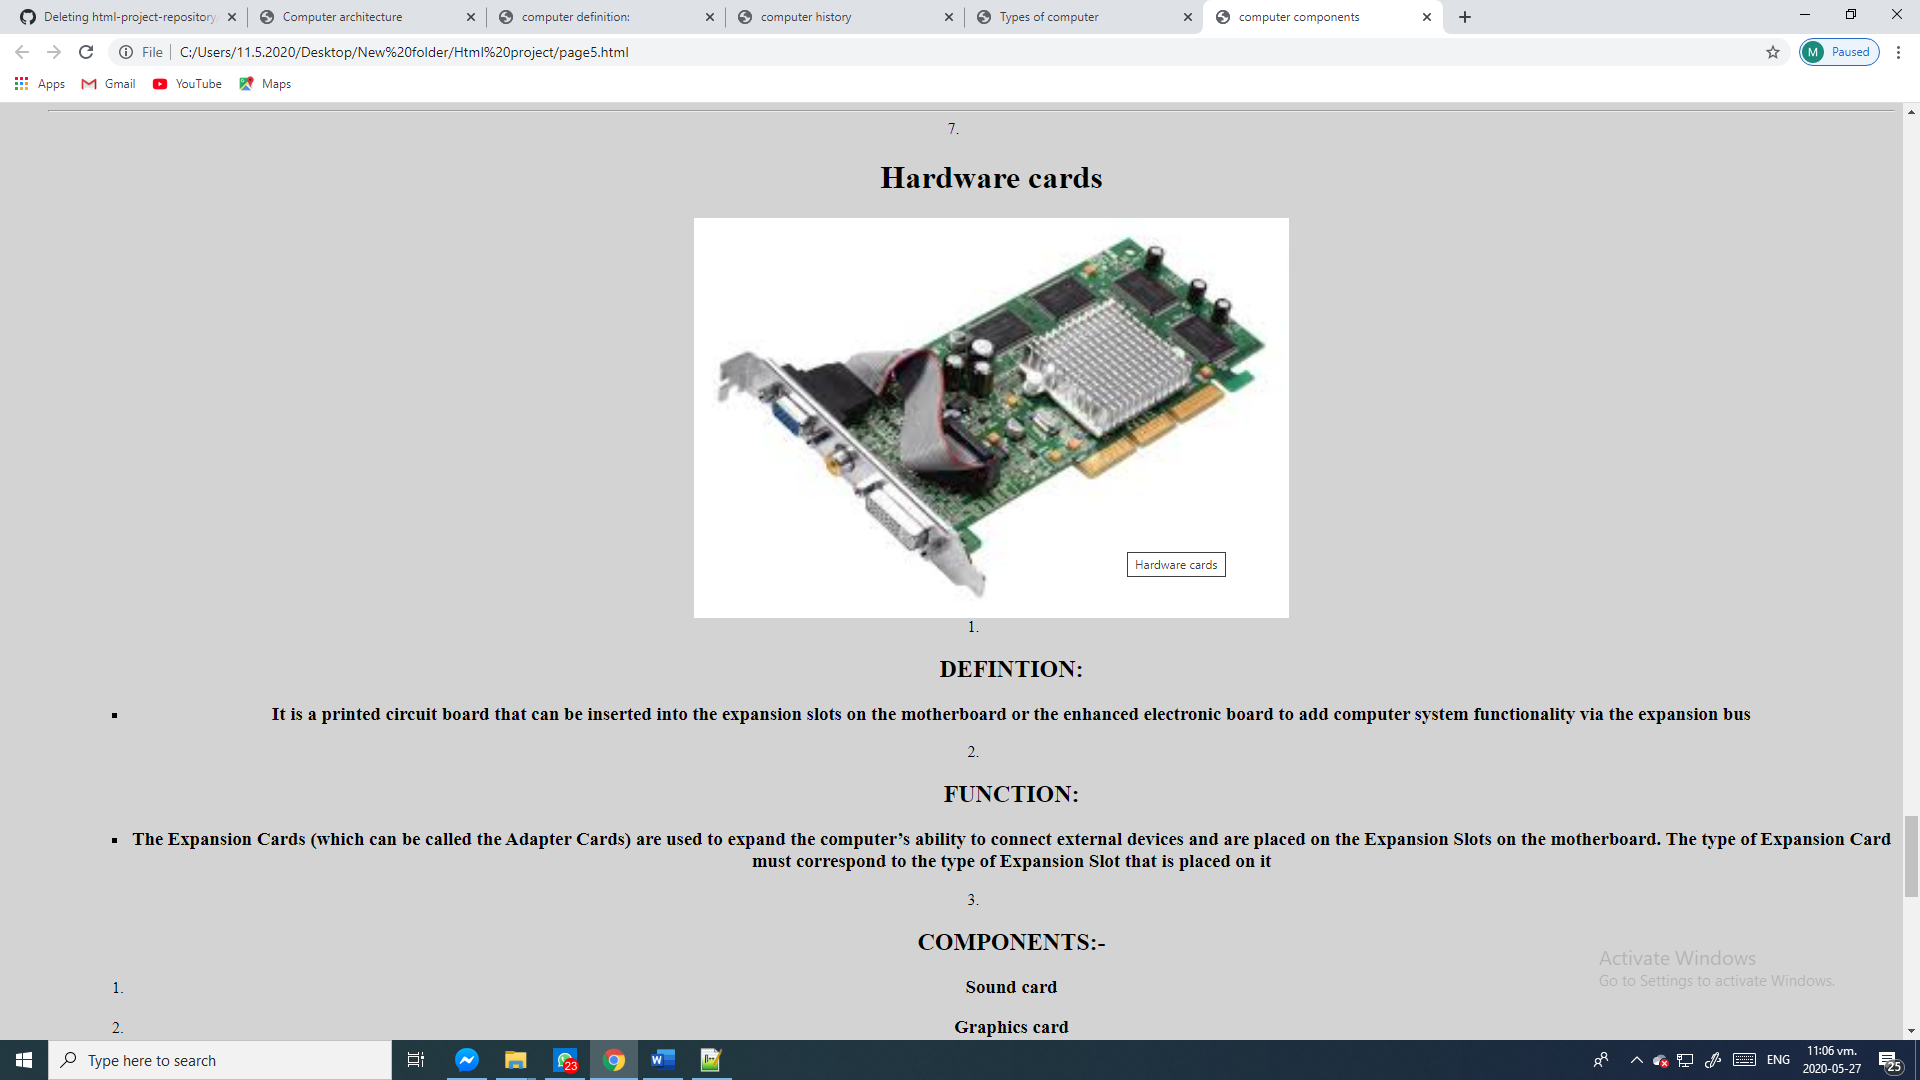 Deleting html-project-repository
Computer architecture
computer definition:
computer history
Types of computer
computer components
File
C:/Users/11.5.2020/Desktop/New%20folder/Html%20project/page5.html
M
Paused
Apps
Gmail
YouTube
Maps
7.
Hardware cards
Hardware cards
1.
DEFINTION:
It is a printed circuit board that can be inserted into the expansion slots on the motherboard or the enhanced electronic board to add computer system functionality via the expansion bus
2.
FUNCTION:
The Expansion Cards (which can be called the Adapter Cards) are used to expand the computer’s ability to connect external devices and are placed on the Expansion Slots on the motherboard. The type of Expansion Card
must correspond to the type of Expansion Slot that is placed on it
3.
COMPONENTS:-
1. Sound card
2. Graphics card
Activate Windows
Go to Settings to activate Windows.
Type here to search
23
ENG
11:06 vm.
2020-05-27
25